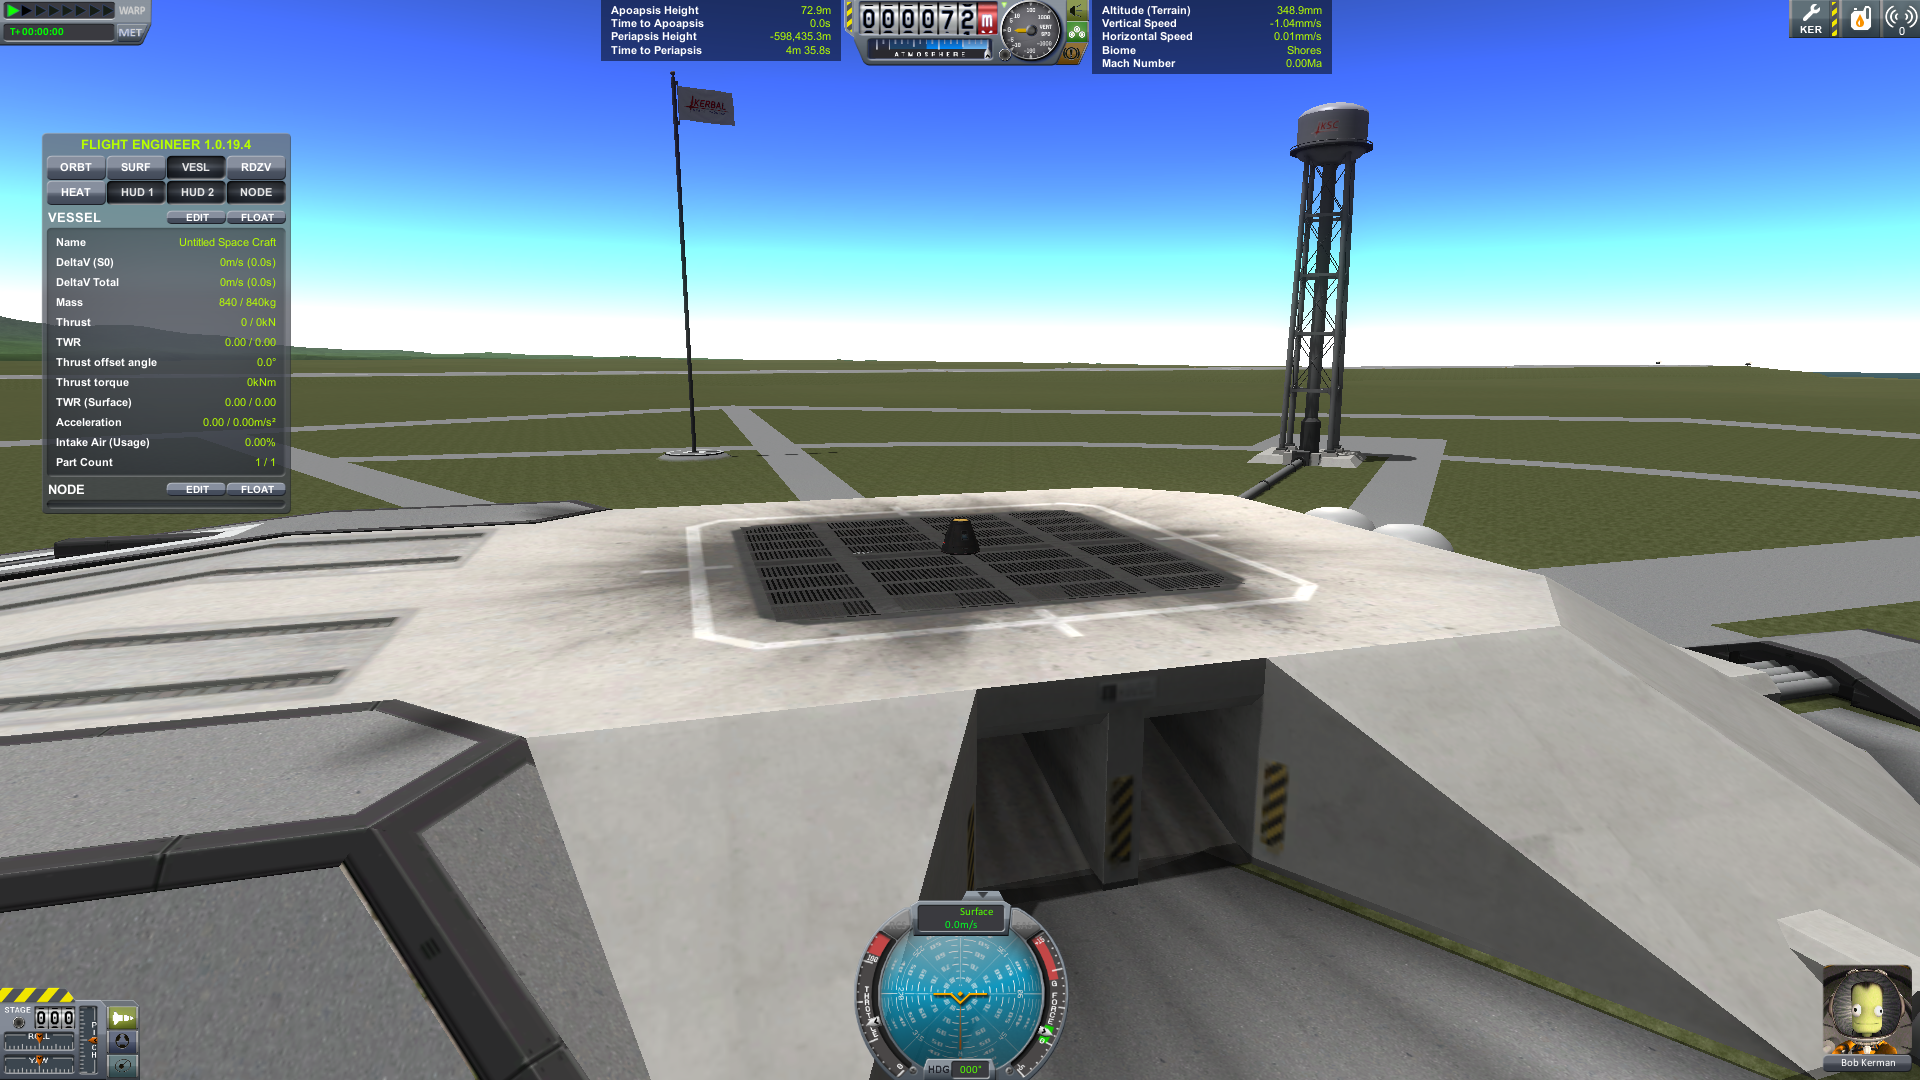 WARP
T+ 00:00:00
MET
Apoapsis Height 72.9m
Time to Apoapsis 0.0s
Periapsis Height -598,435.3m
Time to Periapsis 4m 35.8s
000072 m
ATMOSPHERE
Altitude (Terrain) 348.9mm
Vertical Speed -1.04mm/s
Horizontal Speed 0.01mm/s
Biome Shores
Mach Number 0.00Ma
KER
0
KERBAL
KSC
FLIGHT ENGINEER 1.0.19.4
ORBT SURF VESL RDZV
HEAT HUD 1 HUD 2 NODE
VESSEL EDIT FLOAT
Name Untitled Space Craft
DeltaV (S0) 0m/s (0.0s)
DeltaV Total 0m/s (0.0s)
Mass 840 / 840kg
Thrust 0 / 0kN
TWR 0.00 / 0.00
Thrust offset angle 0.0°
Thrust torque 0kNm
TWR (Surface) 0.00 / 0.00
Acceleration 0.00 / 0.00m/s²
Intake Air (Usage) 0.00%
Part Count 1 / 1
NODE EDIT FLOAT
Surface
0.0m/s
HDG 000°
STAGE 000
ROLL
YAW
PITCH
Bob Kerman